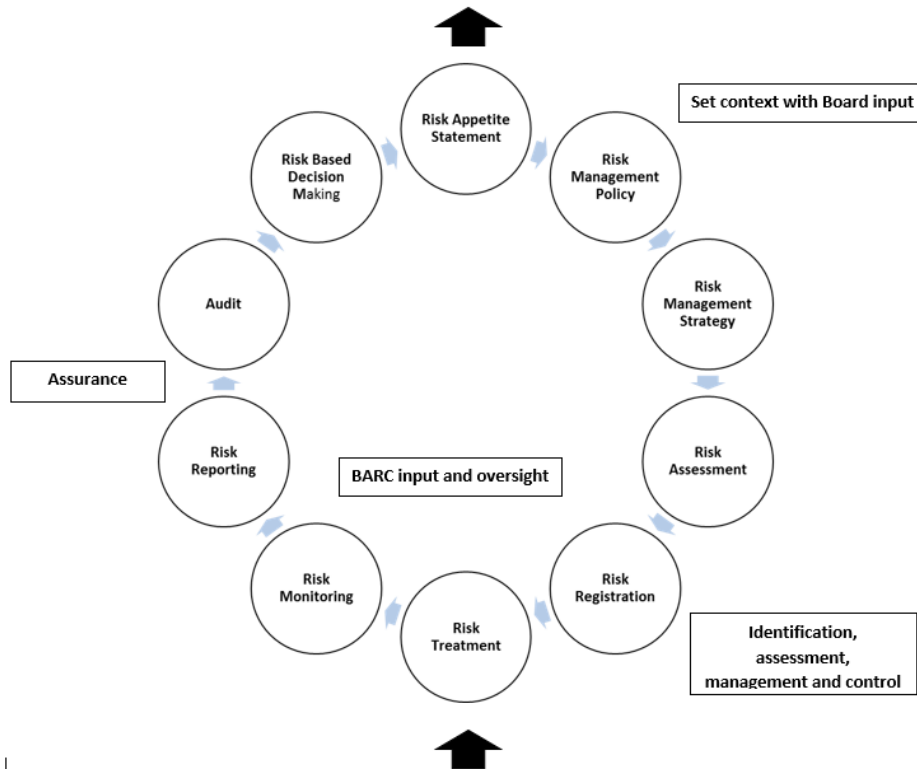 Risk Appetite
Statement
Set context with Board input
Risk
Management
Policy
Risk
Management
Strategy
Risk
Assessment
Risk
Registration
Identification,
assessment,
management and control
Risk
Treatment
BARC input and oversight
Risk
Monitoring
Risk
Reporting
Assurance
Audit
Risk Based
Decision
Making